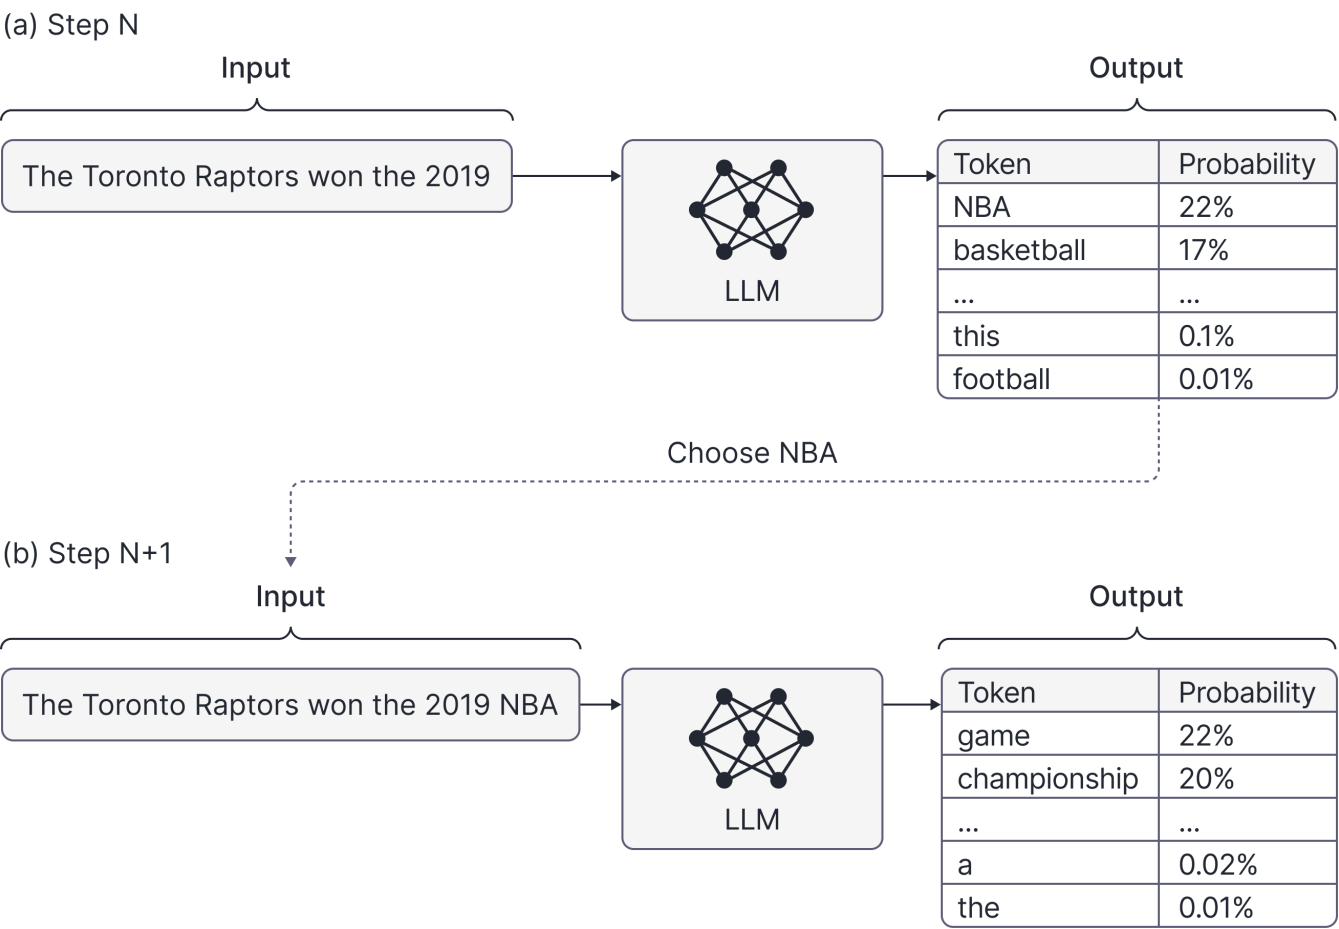 (a) Step N
Input
Output
The Toronto Raptors won the 2019
LLM
Token Probability
NBA 22%
basketball 17%
... ...
this 0.1%
football 0.01%
Choose NBA
(b) Step N+1
Input
Output
The Toronto Raptors won the 2019 NBA
LLM
Token Probability
game 22%
championship 20%
... ...
a 0.02%
the 0.01%